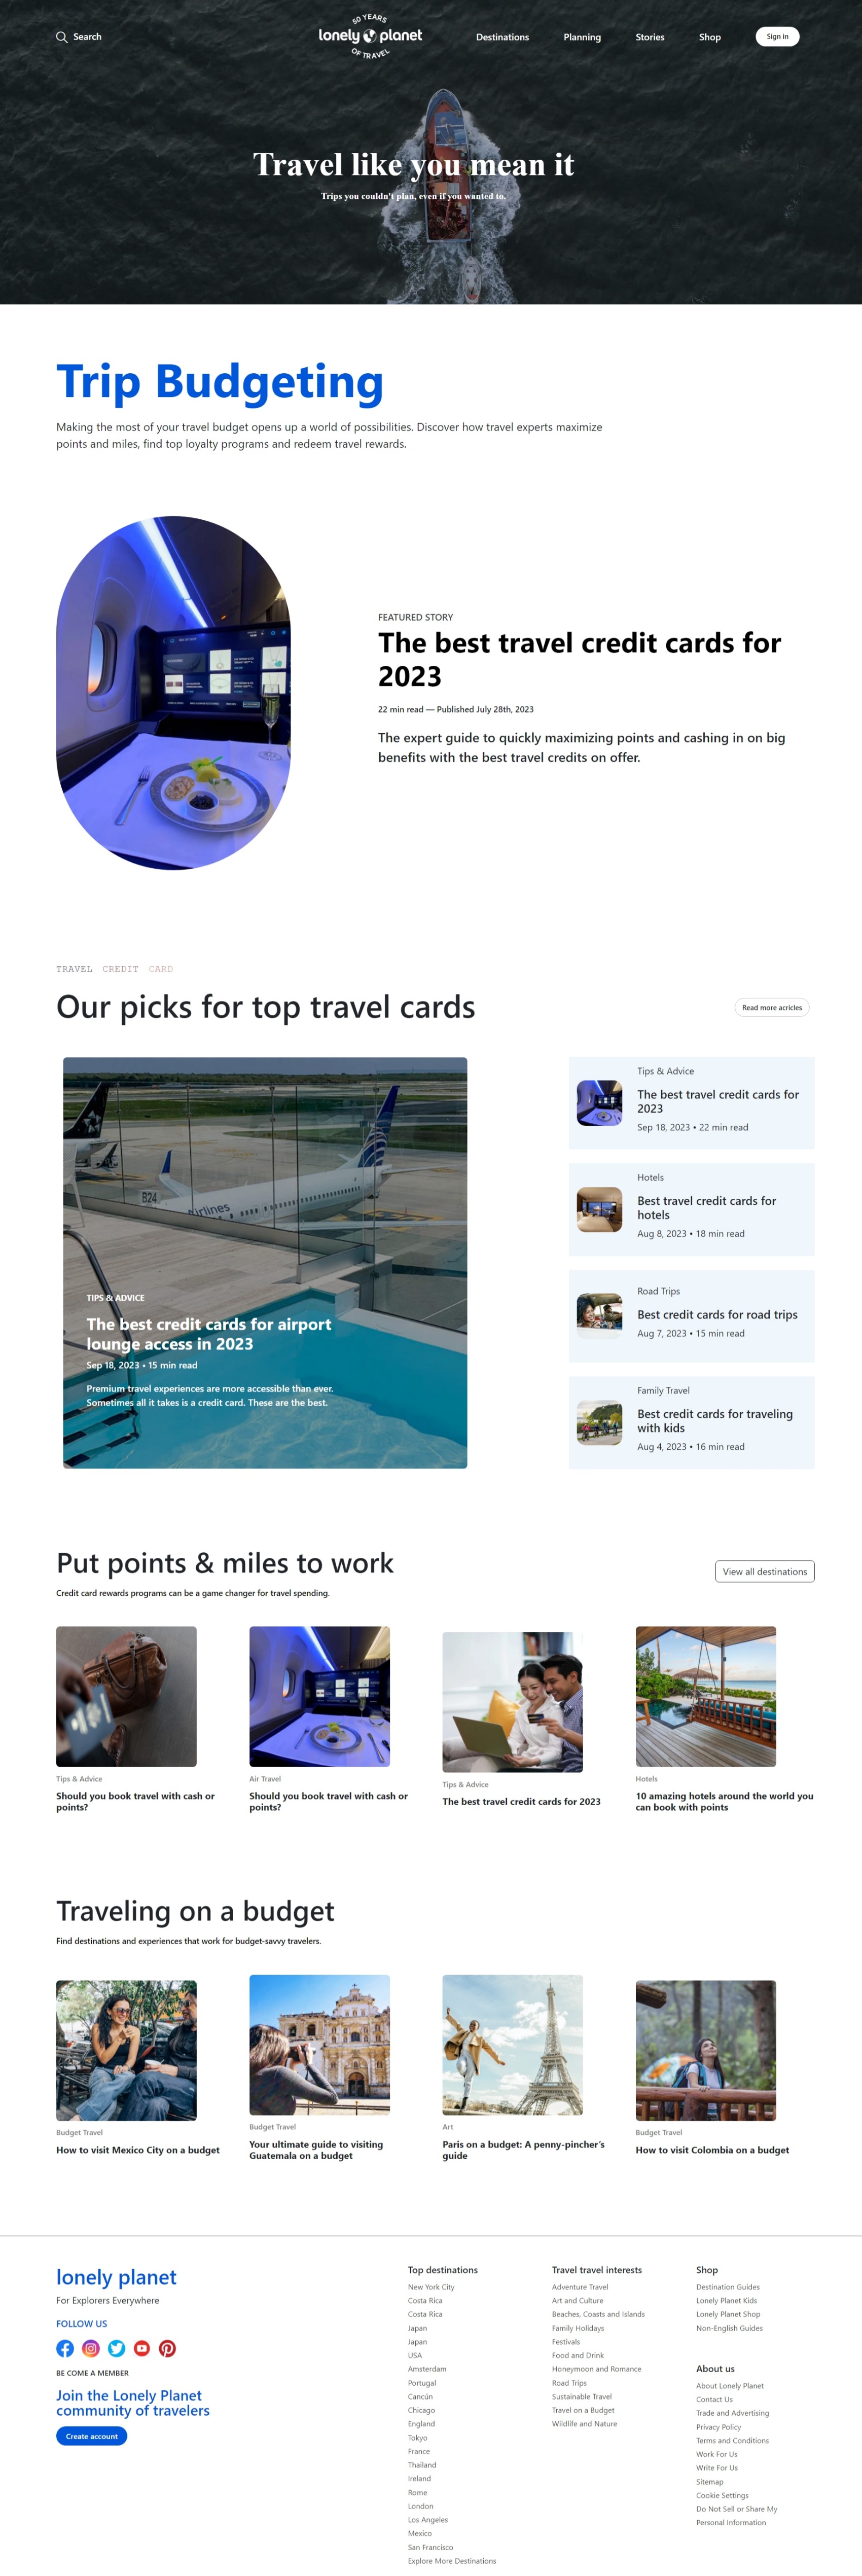 Search
50 YEARS
lonely planet
OF TRAVEL
Destinations
Planning
Stories
Shop
Sign in
Travel like you mean it
Trips you couldn't plan, even if you wanted to.
Trip Budgeting
Making the most of your travel budget opens up a world of possibilities. Discover how travel experts maximize
points and miles, find top loyalty programs and redeem travel rewards.
FEATURED STORY
The best travel credit cards for
2023
22 min read — Published July 28th, 2023
The expert guide to quickly maximizing points and cashing in on big
benefits with the best travel credits on offer.
TRAVEL CREDIT CARD
Our picks for top travel cards
Read more acricles
B24
Airlines
TIPS & ADVICE
The best credit cards for airport
lounge access in 2023
Sep 18, 2023 • 15 min read
Premium travel experiences are more accessible than ever.
Sometimes all it takes is a credit card. These are the best.
Tips & Advice
The best travel credit cards for
2023
Sep 18, 2023 • 22 min read
Hotels
Best travel credit cards for
hotels
Aug 8, 2023 • 18 min read
Road Trips
Best credit cards for road trips
Aug 7, 2023 • 15 min read
Family Travel
Best credit cards for traveling
with kids
Aug 4, 2023 • 16 min read
Put points & miles to work
View all destinations
Credit card rewards programs can be a game changer for travel spending.
Tips & Advice
Should you book travel with cash or
points?
Air Travel
Should you book travel with cash or
points?
Tips & Advice
The best travel credit cards for 2023
Hotels
10 amazing hotels around the world you
can book with points
Traveling on a budget
Find destinations and experiences that work for budget-savvy travelers.
Budget Travel
How to visit Mexico City on a budget
Budget Travel
Your ultimate guide to visiting
Guatemala on a budget
Art
Paris on a budget: A penny-pincher's
guide
Budget Travel
How to visit Colombia on a budget
lonely planet
For Explorers Everywhere
FOLLOW US
BE COME A MEMBER
Join the Lonely Planet
community of travelers
Create account
Top destinations
New York City
Costa Rica
Costa Rica
Japan
Japan
USA
Amsterdam
Portugal
Cancún
Chicago
England
Tokyo
France
Thailand
Ireland
Rome
London
Los Angeles
Mexico
San Francisco
Explore More Destinations
Travel travel interests
Adventure Travel
Art and Culture
Beaches, Coasts and Islands
Family Holidays
Festivals
Food and Drink
Honeymoon and Romance
Road Trips
Sustainable Travel
Travel on a Budget
Wildlife and Nature
Shop
Destination Guides
Lonely Planet Kids
Lonely Planet Shop
Non-English Guides
About us
About Lonely Planet
Contact Us
Trade and Advertising
Privacy Policy
Terms and Conditions
Work For Us
Write For Us
Sitemap
Cookie Settings
Do Not Sell or Share My
Personal Information